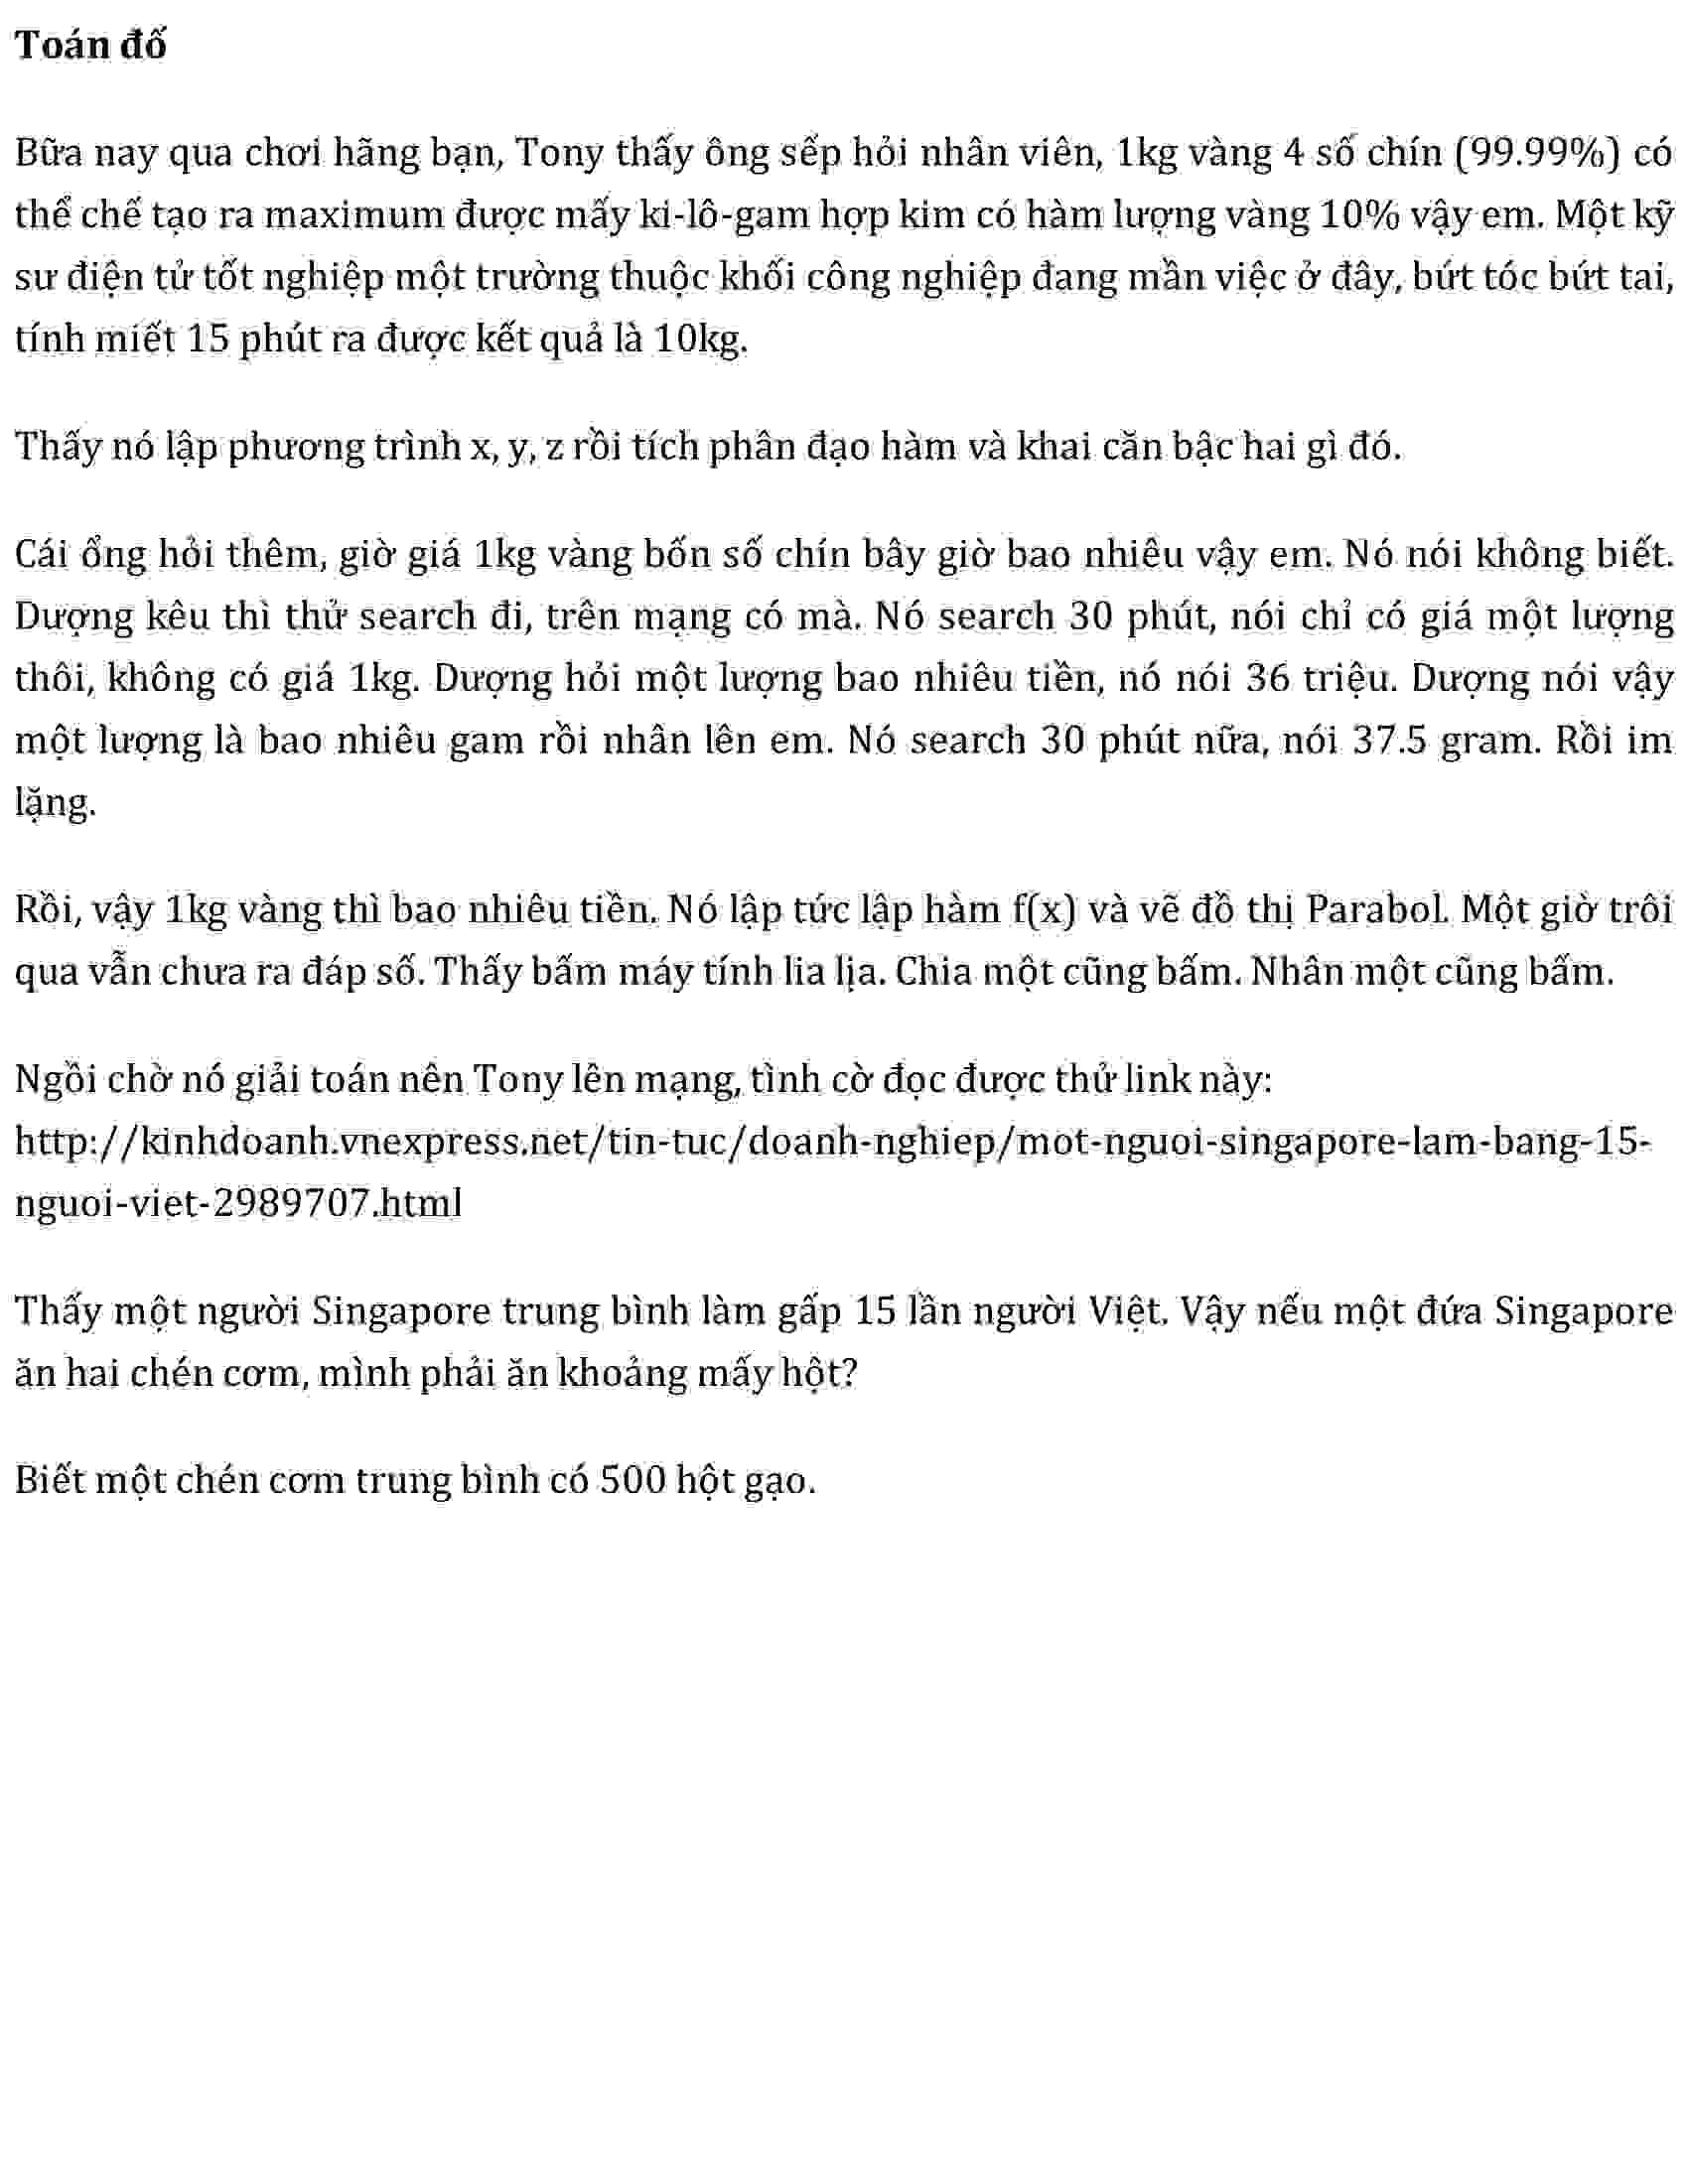 Toán đố
Bữa nay qua chơi hãng bạn, Tony thấy ông sếp hỏi nhân viên, 1kg vàng 4 số chín (99.99%) có
thể chế tạo ra maximum được mấy ki-lô-gam hợp kim có hàm lượng vàng 10% vậy em. Một kỹ
sư điện tử tốt nghiệp một trường thuộc khối công nghiệp đang mần việc ở đây, bứt tóc bứt tai,
tính miết 15 phút ra được kết quả là 10kg.
Thấy nó lập phương trình x, y, z rồi tích phân đạo hàm và khai căn bậc hai gì đó.
Cái ổng hỏi thêm, giờ giá 1kg vàng bốn số chín bây giờ bao nhiêu vậy em. Nó nói không biết.
Dượng kêu thì thử search đi, trên mạng có mà. Nó search 30 phút, nói chỉ có giá một lượng
thôi, không có giá 1kg. Dượng hỏi một lượng bao nhiêu tiền, nó nói 36 triệu. Dượng nói vậy
một lượng là bao nhiêu gam rồi nhân lên em. Nó search 30 phút nữa, nói 37.5 gram. Rồi im
lặng.
Rồi, vậy 1kg vàng thì bao nhiêu tiền. Nó lập tức lập hàm f(x) và vẽ đồ thị Parabol. Một giờ trôi
qua vẫn chưa ra đáp số. Thấy bấm máy tính lia lịa. Chia một cũng bấm. Nhân một cũng bấm.
Ngồi chờ nó giải toán nên Tony lên mạng, tình cờ đọc được thử link này:
http://kinhdoanh.vnexpress.net/tin-tuc/doanh-nghiep/mot-nguoi-singapore-lam-bang-15-
nguoi-viet-2989707.html
Thấy một người Singapore trung bình làm gấp 15 lần người Việt. Vậy nếu một đứa Singapore
ăn hai chén cơm, mình phải ăn khoảng mấy hột?
Biết một chén cơm trung bình có 500 hột gạo.